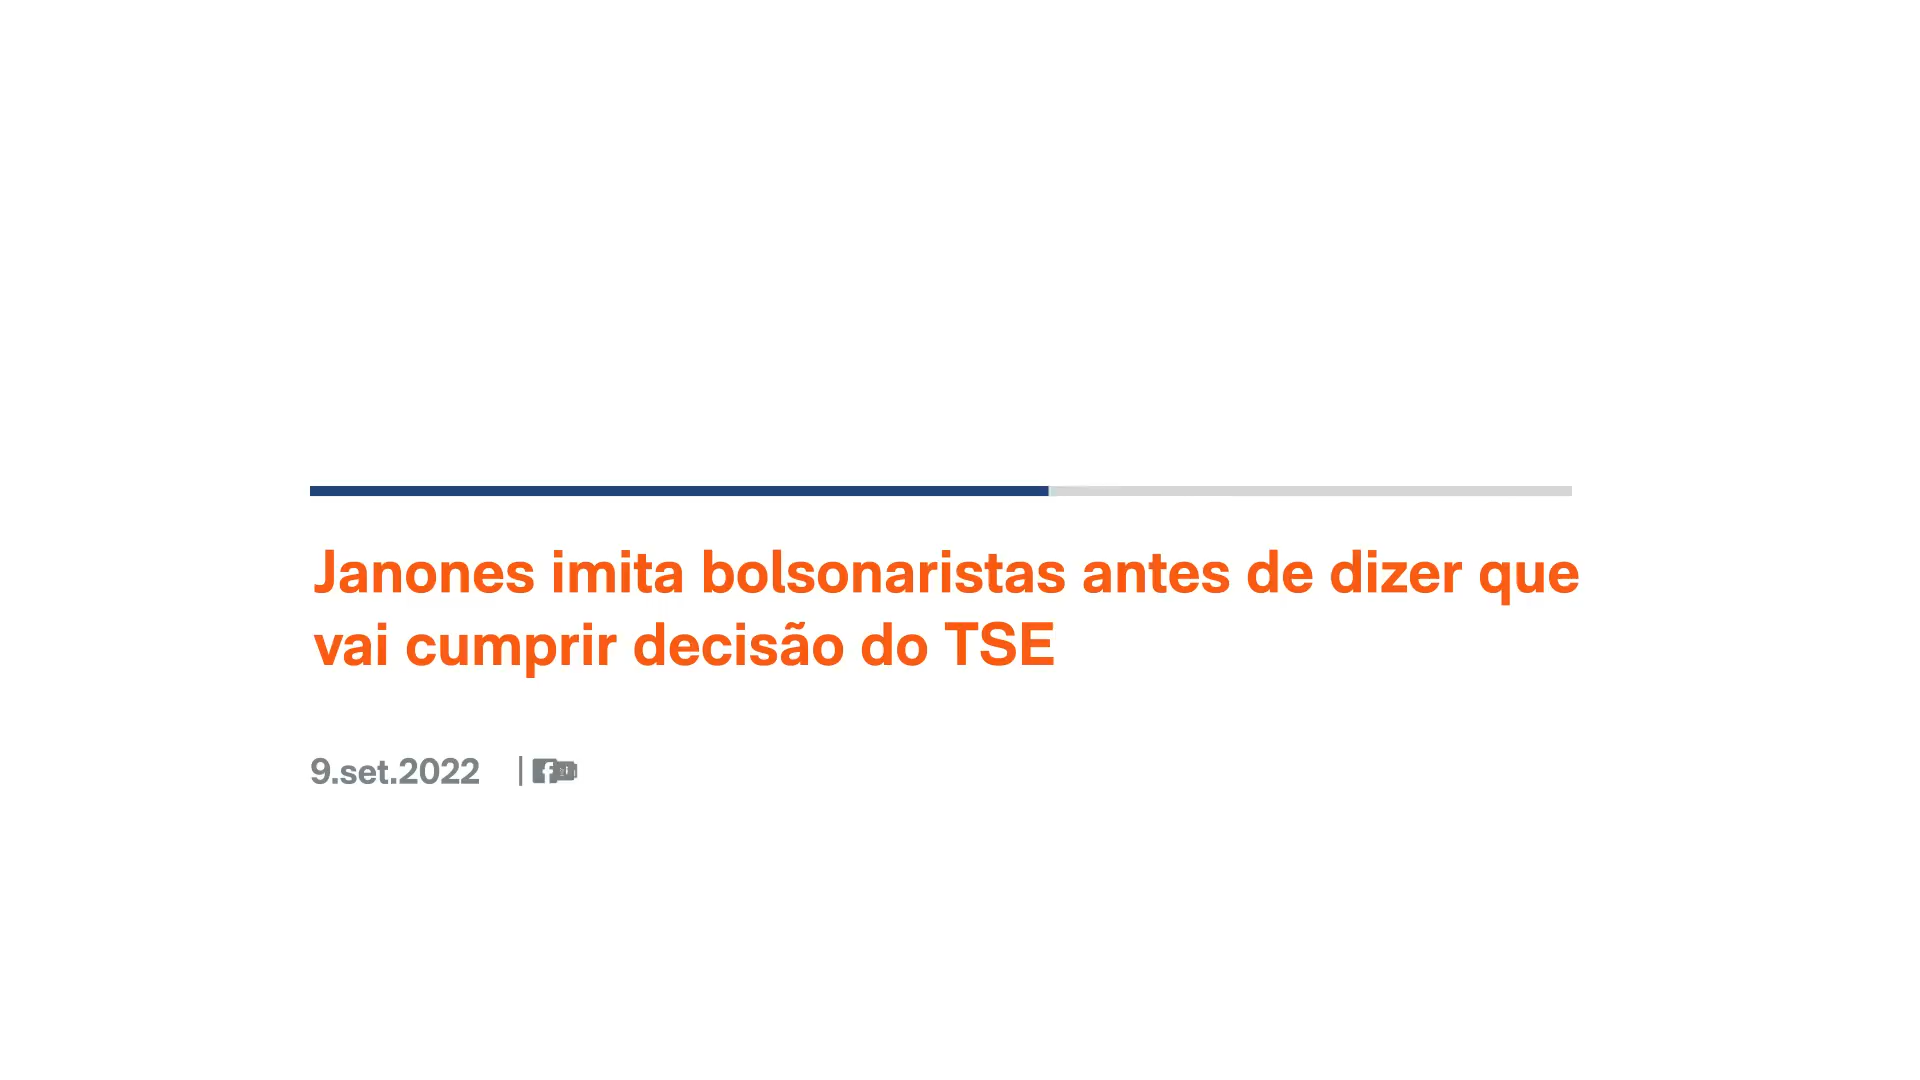 Janones imita bolsonaristas antes de dizer que
vai cumprir decisão do TSE
9.set.2022 |